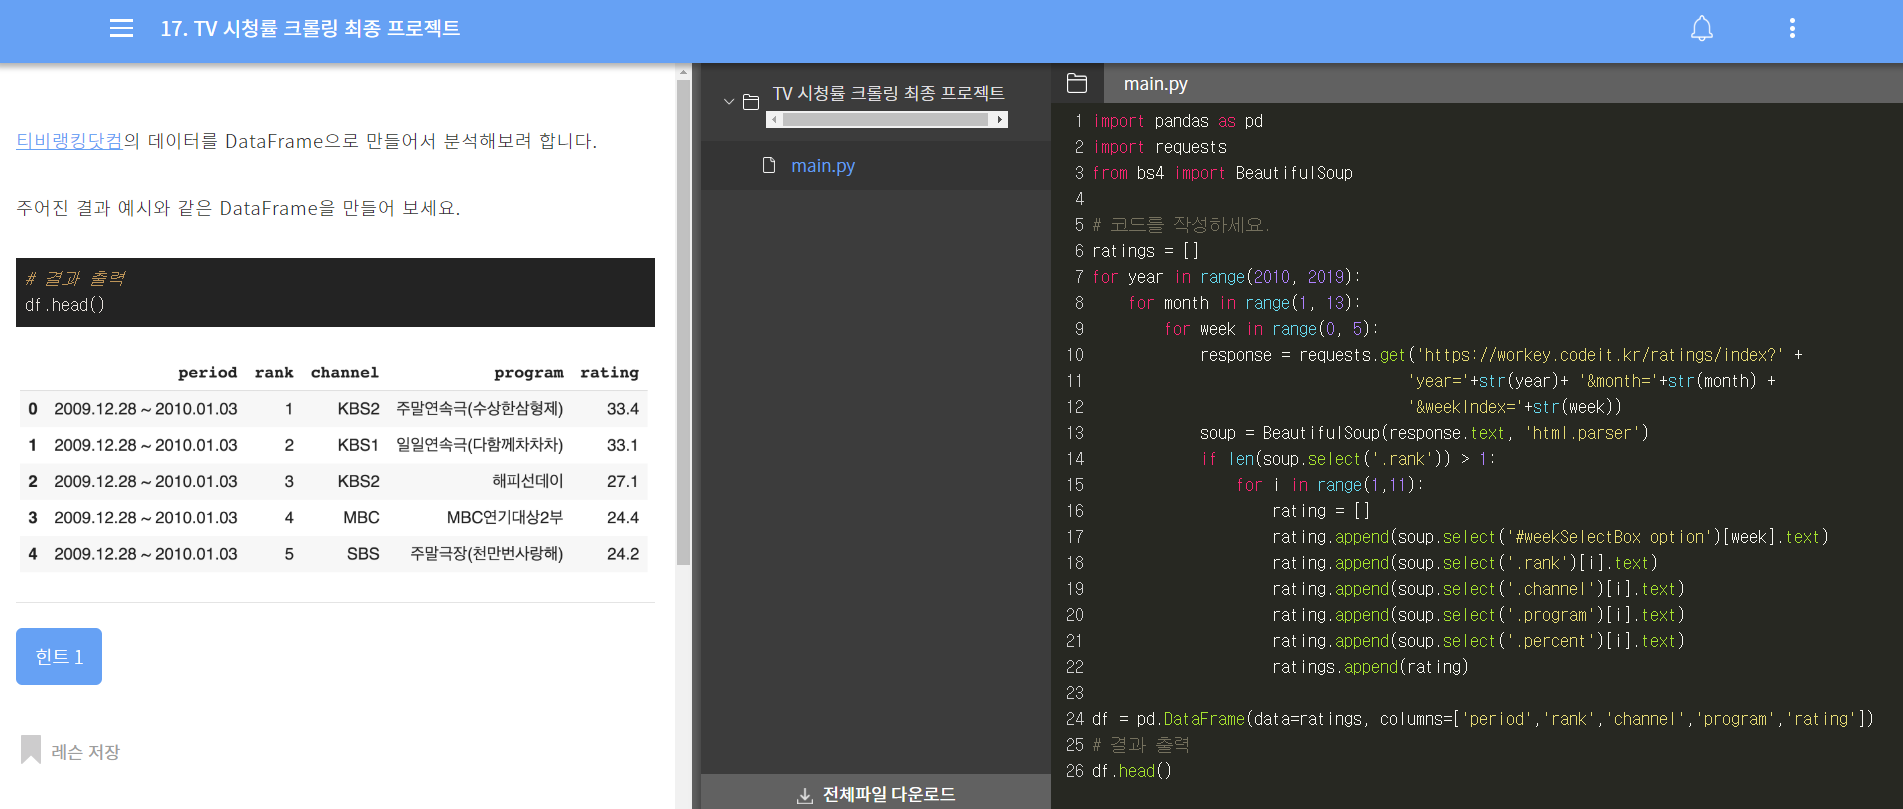 17. TV 시청률 크롤링 최종 프로젝트
티비랭킹닷컴의 데이터를 DataFrame으로 만들어서 분석해보려 합니다.
주어진 결과 예시와 같은 DataFrame을 만들어 보세요.
# 결과 출력
df.head()
period rank channel program rating
0 2009.12.28 ~ 2010.01.03 1 KBS2 주말연속극(수상한삼형제) 33.4
1 2009.12.28 ~ 2010.01.03 2 KBS1 일일연속극(다함께차차차) 33.1
2 2009.12.28 ~ 2010.01.03 3 KBS2 해피선데이 27.1
3 2009.12.28 ~ 2010.01.03 4 MBC MBC연기대상2부 24.4
4 2009.12.28 ~ 2010.01.03 5 SBS 주말극장(천만번사랑해) 24.2
힌트 1
레슨 저장
TV 시청률 크롤링 최종 프로젝트
main.py
전체파일 다운로드
main.py
1 import pandas as pd
2 import requests
3 from bs4 import BeautifulSoup
4
5 # 코드를 작성하세요.
6 ratings = []
7 for year in range(2010, 2019):
8     for month in range(1, 13):
9         for week in range(0, 5):
10             response = requests.get('https://workey.codeit.kr/ratings/index?' +
11                                    'year='+str(year)+ '&month='+str(month) +
12                                    '&weekIndex='+str(week))
13             soup = BeautifulSoup(response.text, 'html.parser')
14             if len(soup.select('.rank')) > 1:
15                 for i in range(1,11):
16                     rating = []
17                     rating.append(soup.select('#weekSelectBox option')[week].text)
18                     rating.append(soup.select('.rank')[i].text)
19                     rating.append(soup.select('.channel')[i].text)
20                     rating.append(soup.select('.program')[i].text)
21                     rating.append(soup.select('.percent')[i].text)
22                     ratings.append(rating)
23
24 df = pd.DataFrame(data=ratings, columns=['period','rank','channel','program','rating'])
25 # 결과 출력
26 df.head()